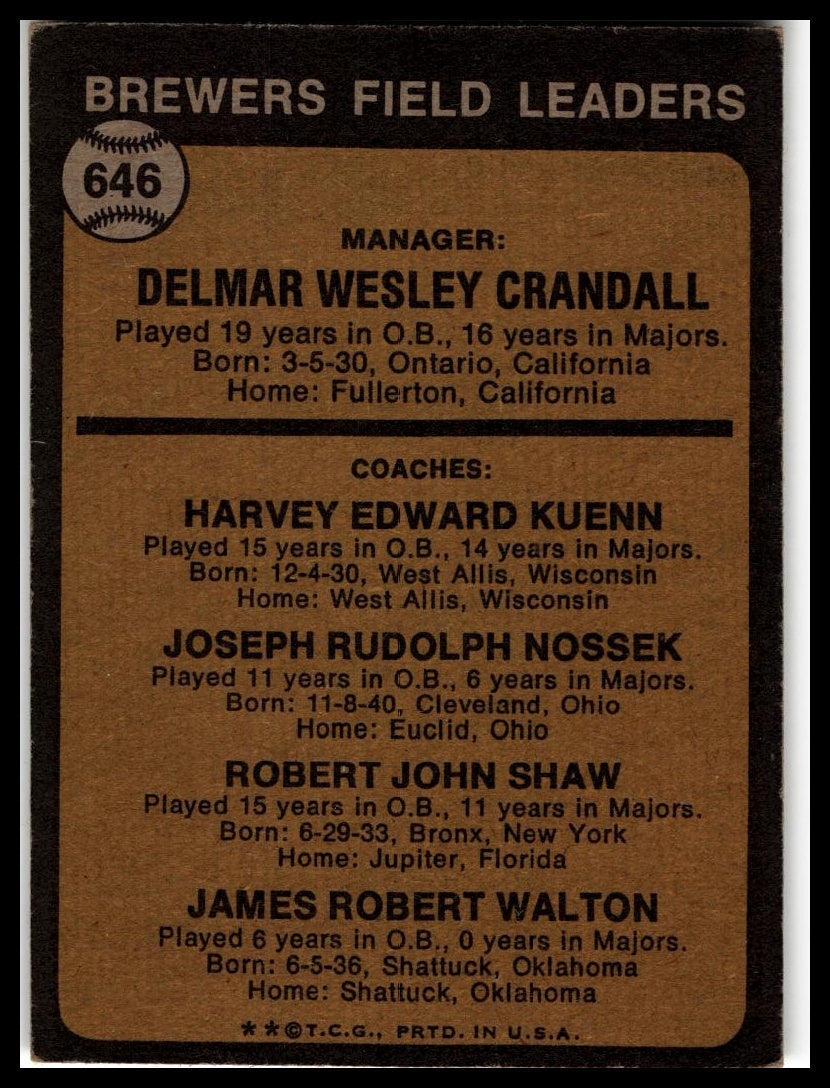 BREWERS FIELD LEADERS
646
MANAGER:
DELMAR WESLEY CRANDALL
Played 19 years in O.B., 16 years in Majors.
Born: 3-5-30, Ontario, California
Home: Fullerton, California
COACHES:
HARVEY EDWARD KUENN
Played 15 years in O.B., 14 years in Majors.
Born: 12-4-30, West Allis, Wisconsin
Home: West Allis, Wisconsin
JOSEPH RUDOLPH NOSSEK
Played 11 years in O.B., 6 years in Majors.
Born: 11-8-40, Cleveland, Ohio
Home: Euclid, Ohio
ROBERT JOHN SHAW
Played 15 years in O.B., 11 years in Majors.
Born: 6-29-33, Bronx, New York
Home: Jupiter, Florida
JAMES ROBERT WALTON
Played 6 years in O.B., 0 years in Majors.
Born: 6-5-36, Shattuck, Oklahoma
Home: Shattuck, Oklahoma
**©T.C.G., PRTD. IN U.S.A.